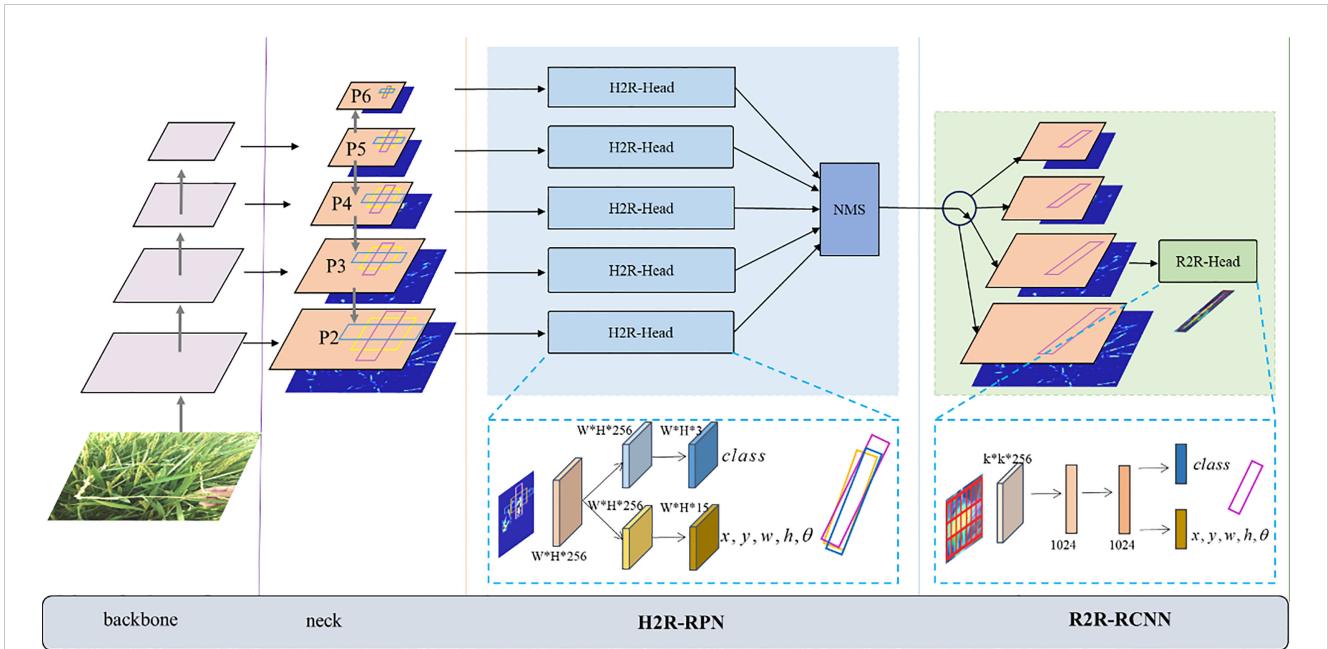 P6
P5
P4
P3
P2
H2R-Head
H2R-Head
H2R-Head
H2R-Head
H2R-Head
NMS
R2R-Head
W*H*256
W*H*3
class
W*H*256
W*H*15
x, y, w, h, θ
W*H*256
k*k*256
1024
1024
class
x, y, w, h, θ
backbone
neck
H2R-RPN
R2R-RCNN